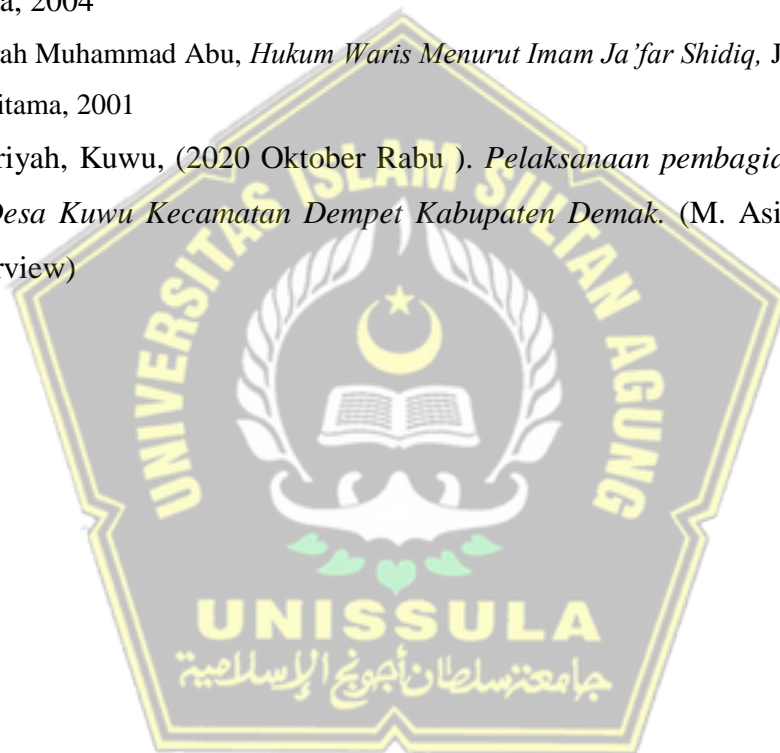 a, 2004
rah Muhammad Abu, Hukum Waris Menurut Imam Ja’far Shidiq, J
itama, 2001
riyah, Kuwu, (2020 Oktober Rabu ). Pelaksanaan pembagia
Desa Kuwu Kecamatan Dempet Kabupaten Demak. (M. Asi
rview)
UNIVERSITAS ISLAM SULTAN AGUNG
UNISSULA
جامعة سلطان أجونج الإسلامية